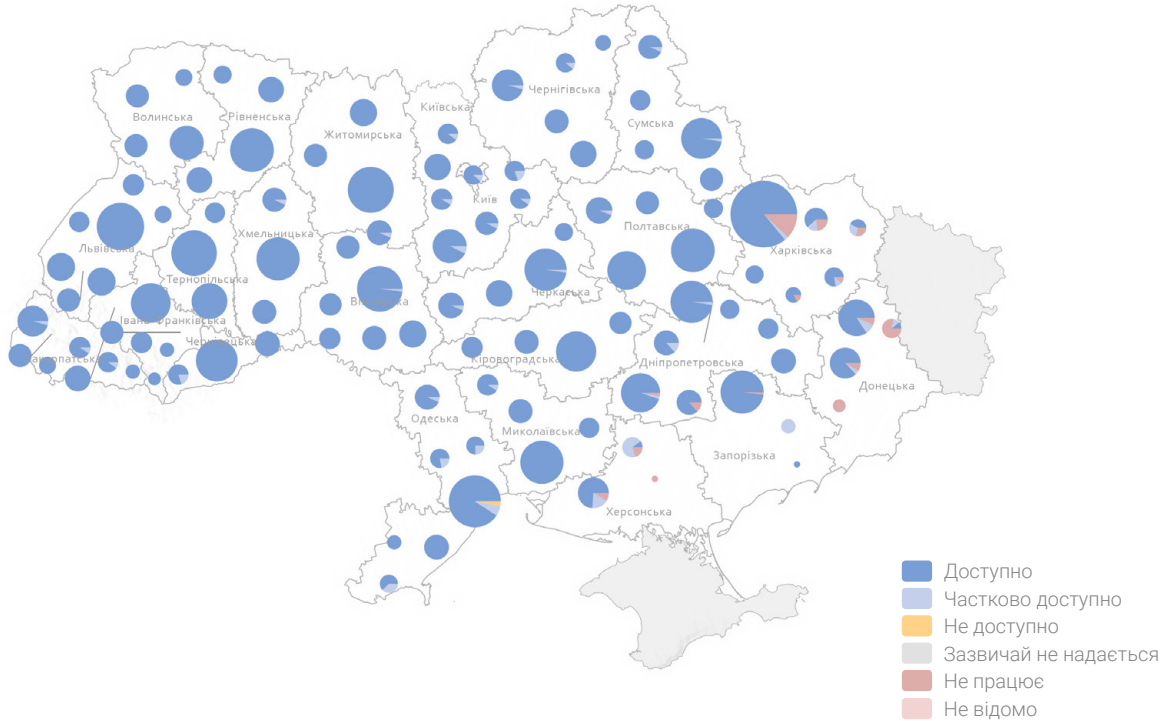 Чернігівська
Київська
Волинська
Рівненська
Сумська
Житомирська
Київ
Полтавська
Хмельницька
Львівська
Харківська
Тернопільська
Черкаська
Вінницька
Івано-Франківська
Чернівецька
Закарпатська
Кіровоградська
Дніпропетровська
Донецька
Одеська
Миколаївська
Запорізька
Херсонська
Доступно
Частково доступно
Не доступно
Зазвичай не надається
Не працює
Не відомо